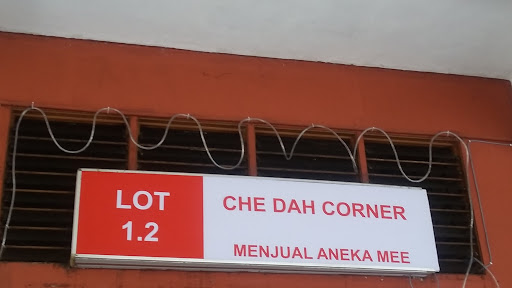 LOT
1.2
CHE DAH CORNER
MENJUAL ANEKA MEE